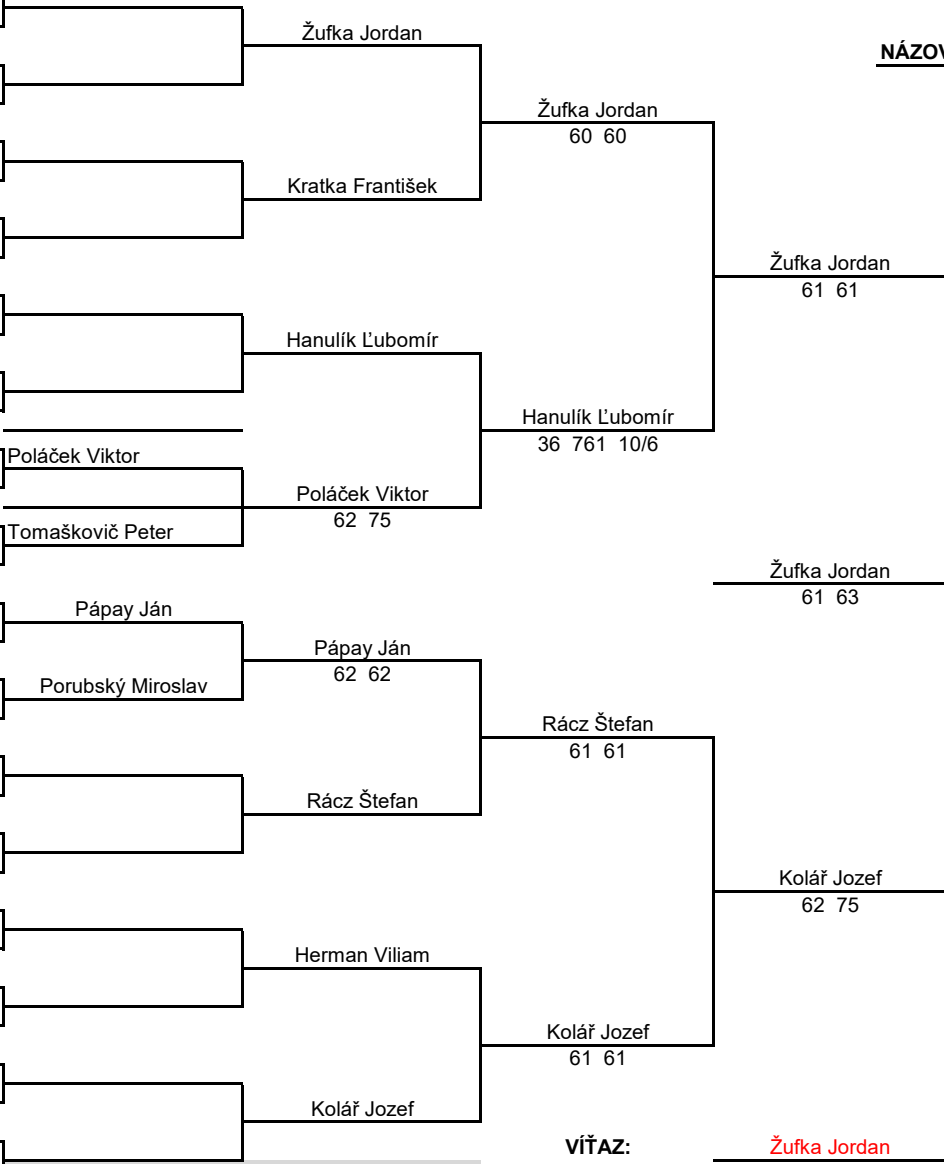 Žufka Jordan
NÁZOV
Žufka Jordan
60 60
Kratka František
Žufka Jordan
61 61
Hanulík Ľubomír
Hanulík Ľubomír
36 761 10/6
Poláček Viktor
Poláček Viktor
62 75
Tomaškovič Peter
Žufka Jordan
61 63
Pápay Ján
Pápay Ján
62 62
Porubský Miroslav
Rácz Štefan
61 61
Rácz Štefan
Kolář Jozef
62 75
Herman Viliam
Kolář Jozef
61 61
Kolář Jozef
VÍŤAZ: Žufka Jordan